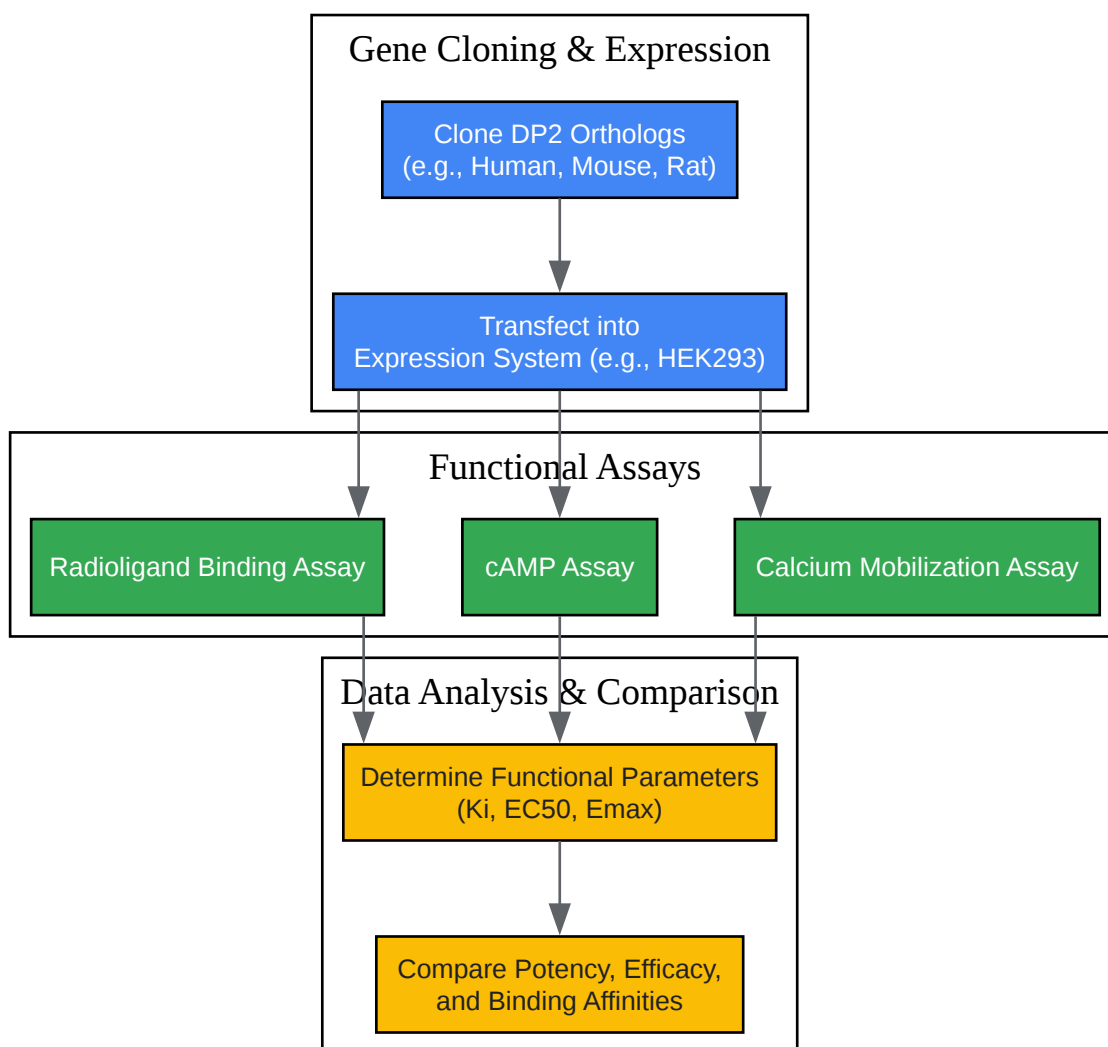 Gene Cloning & Expression
Clone DP2 Orthologs
(e.g., Human, Mouse, Rat)
Transfect into
Expression System (e.g., HEK293)
Functional Assays
Radioligand Binding Assay
cAMP Assay
Calcium Mobilization Assay
Data Analysis & Comparison
Determine Functional Parameters
(Ki, EC50, Emax)
Compare Potency, Efficacy,
and Binding Affinities